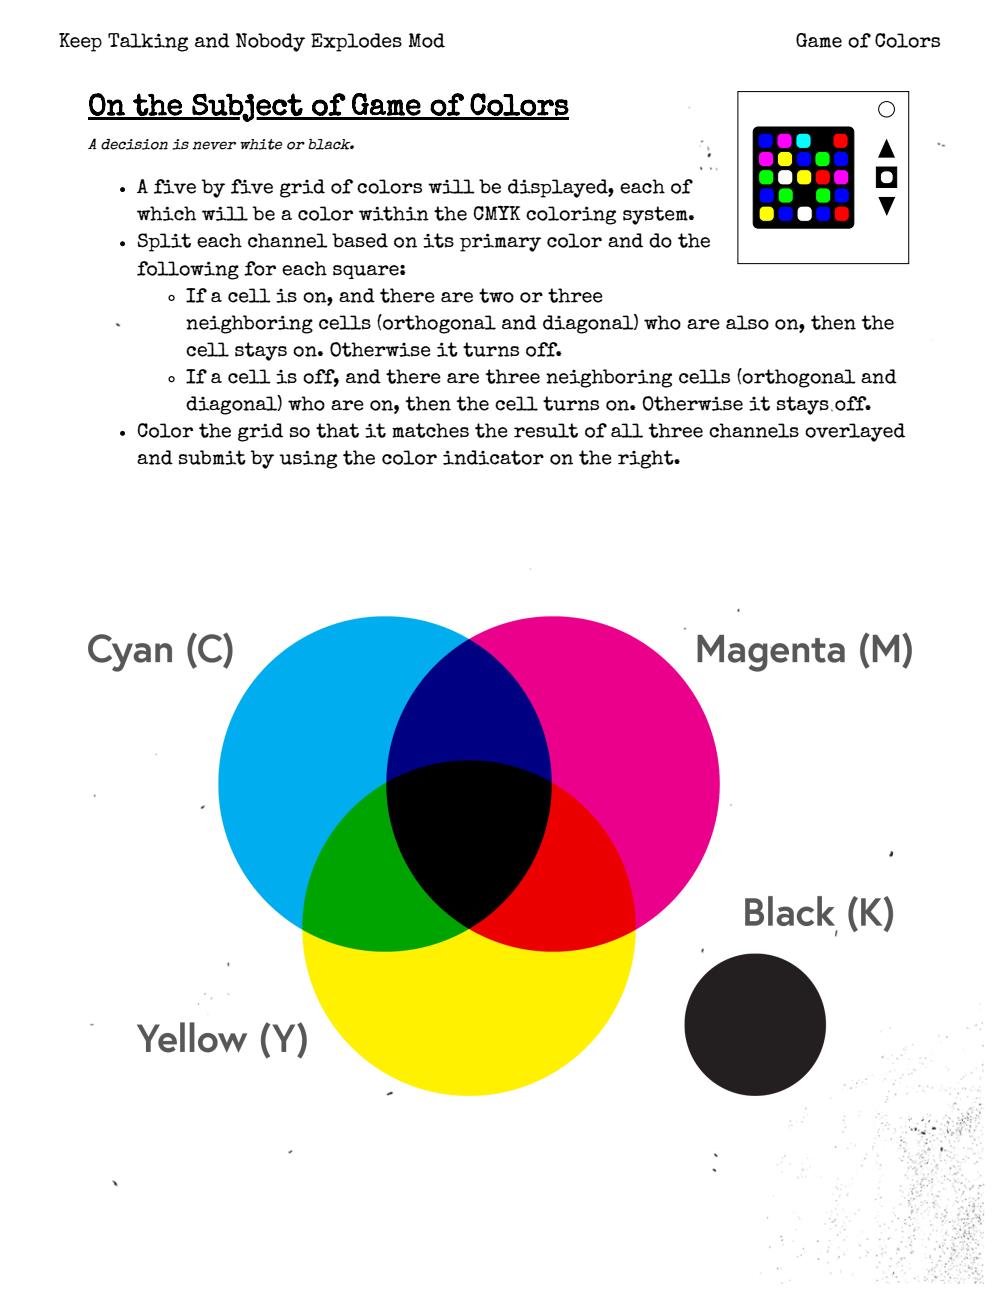 Keep Talking and Nobody Explodes Mod
Game of Colors
On the Subject of Game of Colors
A decision is never white or black.
• A five by five grid of colors will be displayed, each of
which will be a color within the CMYK coloring system.
• Split each channel based on its primary color and do the
following for each square:
◦ If a cell is on, and there are two or three
neighboring cells (orthogonal and diagonal) who are also on, then the
cell stays on. Otherwise it turns off.
◦ If a cell is off, and there are three neighboring cells (orthogonal and
diagonal) who are on, then the cell turns on. Otherwise it stays off.
• Color the grid so that it matches the result of all three channels overlayed
and submit by using the color indicator on the right.
Cyan (C)
Magenta (M)
Black (K)
Yellow (Y)